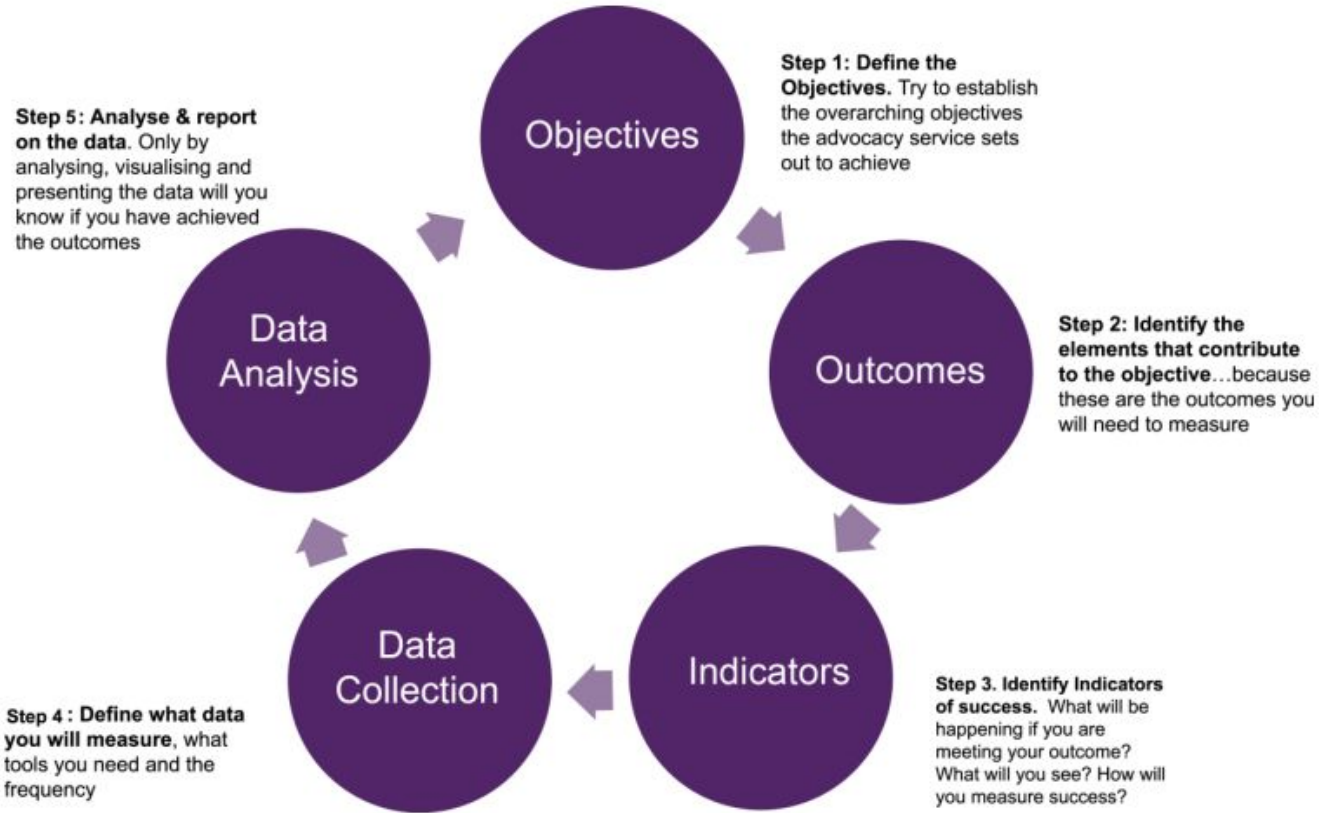 Objectives
Step 1: Define the
Objectives. Try to establish
the overarching objectives
the advocacy service sets
out to achieve
Outcomes
Step 2: Identify the
elements that contribute
to the objective…because
these are the outcomes you
will need to measure
Indicators
Step 3. Identify Indicators
of success. What will be
happening if you are
meeting your outcome?
What will you see? How will
you measure success?
Data
Collection
Step 4 : Define what data
you will measure, what
tools you need and the
frequency
Data
Analysis
Step 5 : Analyse & report
on the data. Only by
analysing, visualising and
presenting the data will you
know if you have achieved
the outcomes